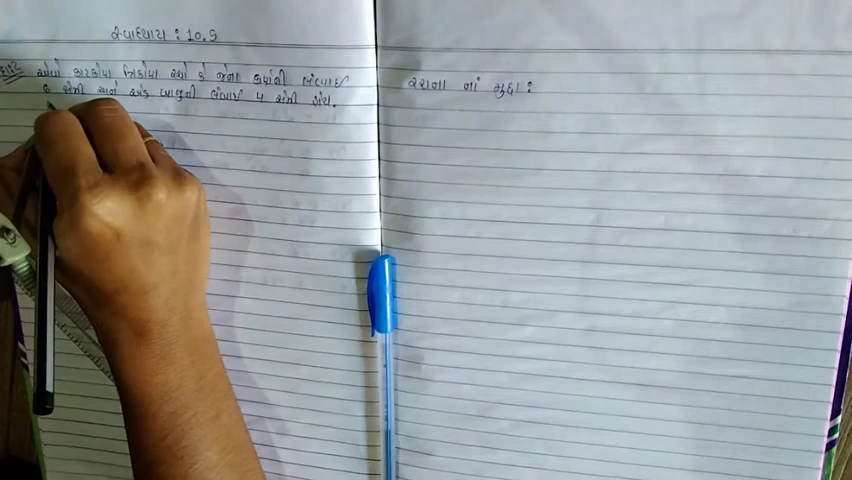 સ્વાધ્યાય : 10.5
એવો કાટકોણ ત્રિકોણ રચો કે જેના કર્ણની લંબાઈ
6 સેમી અને એક બાજુની લંબાઈ 4 સેમી હોય.
રચના નાં મુદ્દા :